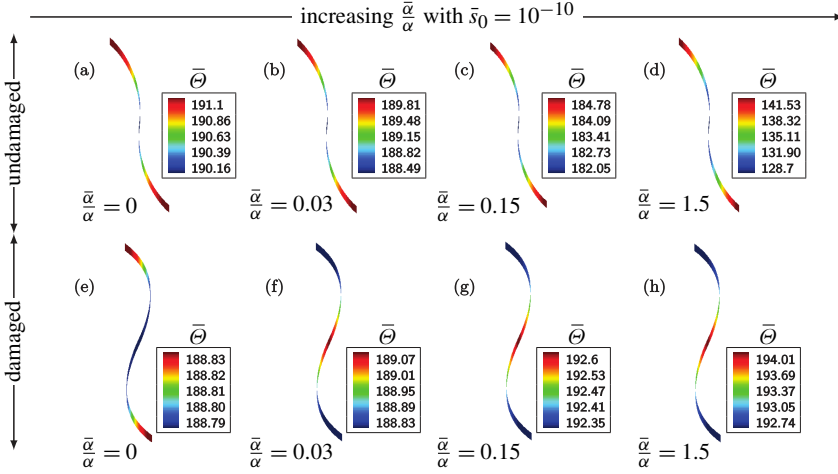 increasing ᾱ/α with s̄₀ = 10⁻¹⁰
undamaged
(a)
Θ̅
191.1
190.86
190.63
190.39
190.16
ᾱ/α = 0
(b)
Θ̅
189.81
189.48
189.15
188.82
188.49
ᾱ/α = 0.03
(c)
Θ̅
184.78
184.09
183.41
182.73
182.05
ᾱ/α = 0.15
(d)
Θ̅
141.53
138.32
135.11
131.90
128.7
ᾱ/α = 1.5
damaged
(e)
Θ̅
188.83
188.82
188.81
188.80
188.79
ᾱ/α = 0
(f)
Θ̅
189.07
189.01
188.95
188.89
188.83
ᾱ/α = 0.03
(g)
Θ̅
192.6
192.53
192.47
192.41
192.35
ᾱ/α = 0.15
(h)
Θ̅
194.01
193.69
193.37
193.05
192.74
ᾱ/α = 1.5